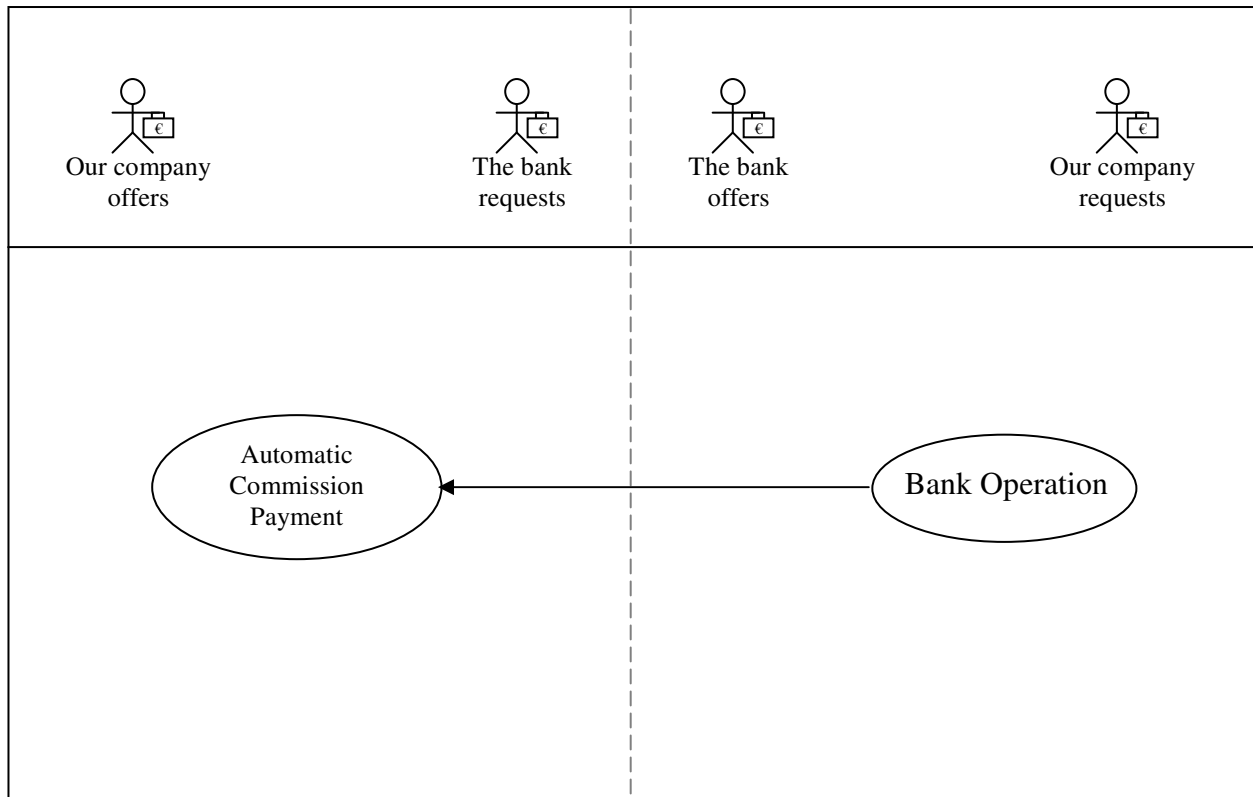 €
€
€
€
Our company
offers
The bank
requests
The bank
offers
Our company
requests
Automatic
Commission
Payment
Bank Operation